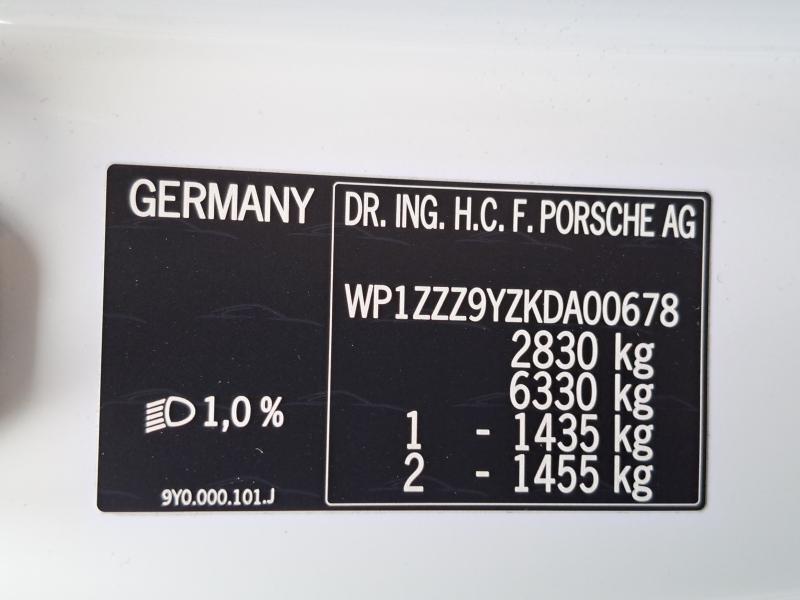 GERMANY
DR. ING. H.C. F. PORSCHE AG
WP1ZZZ9YZKDA00678
2830 kg
6330 kg
1 - 1435 kg
2 - 1455 kg
1,0 %
9Y0.000.101.J